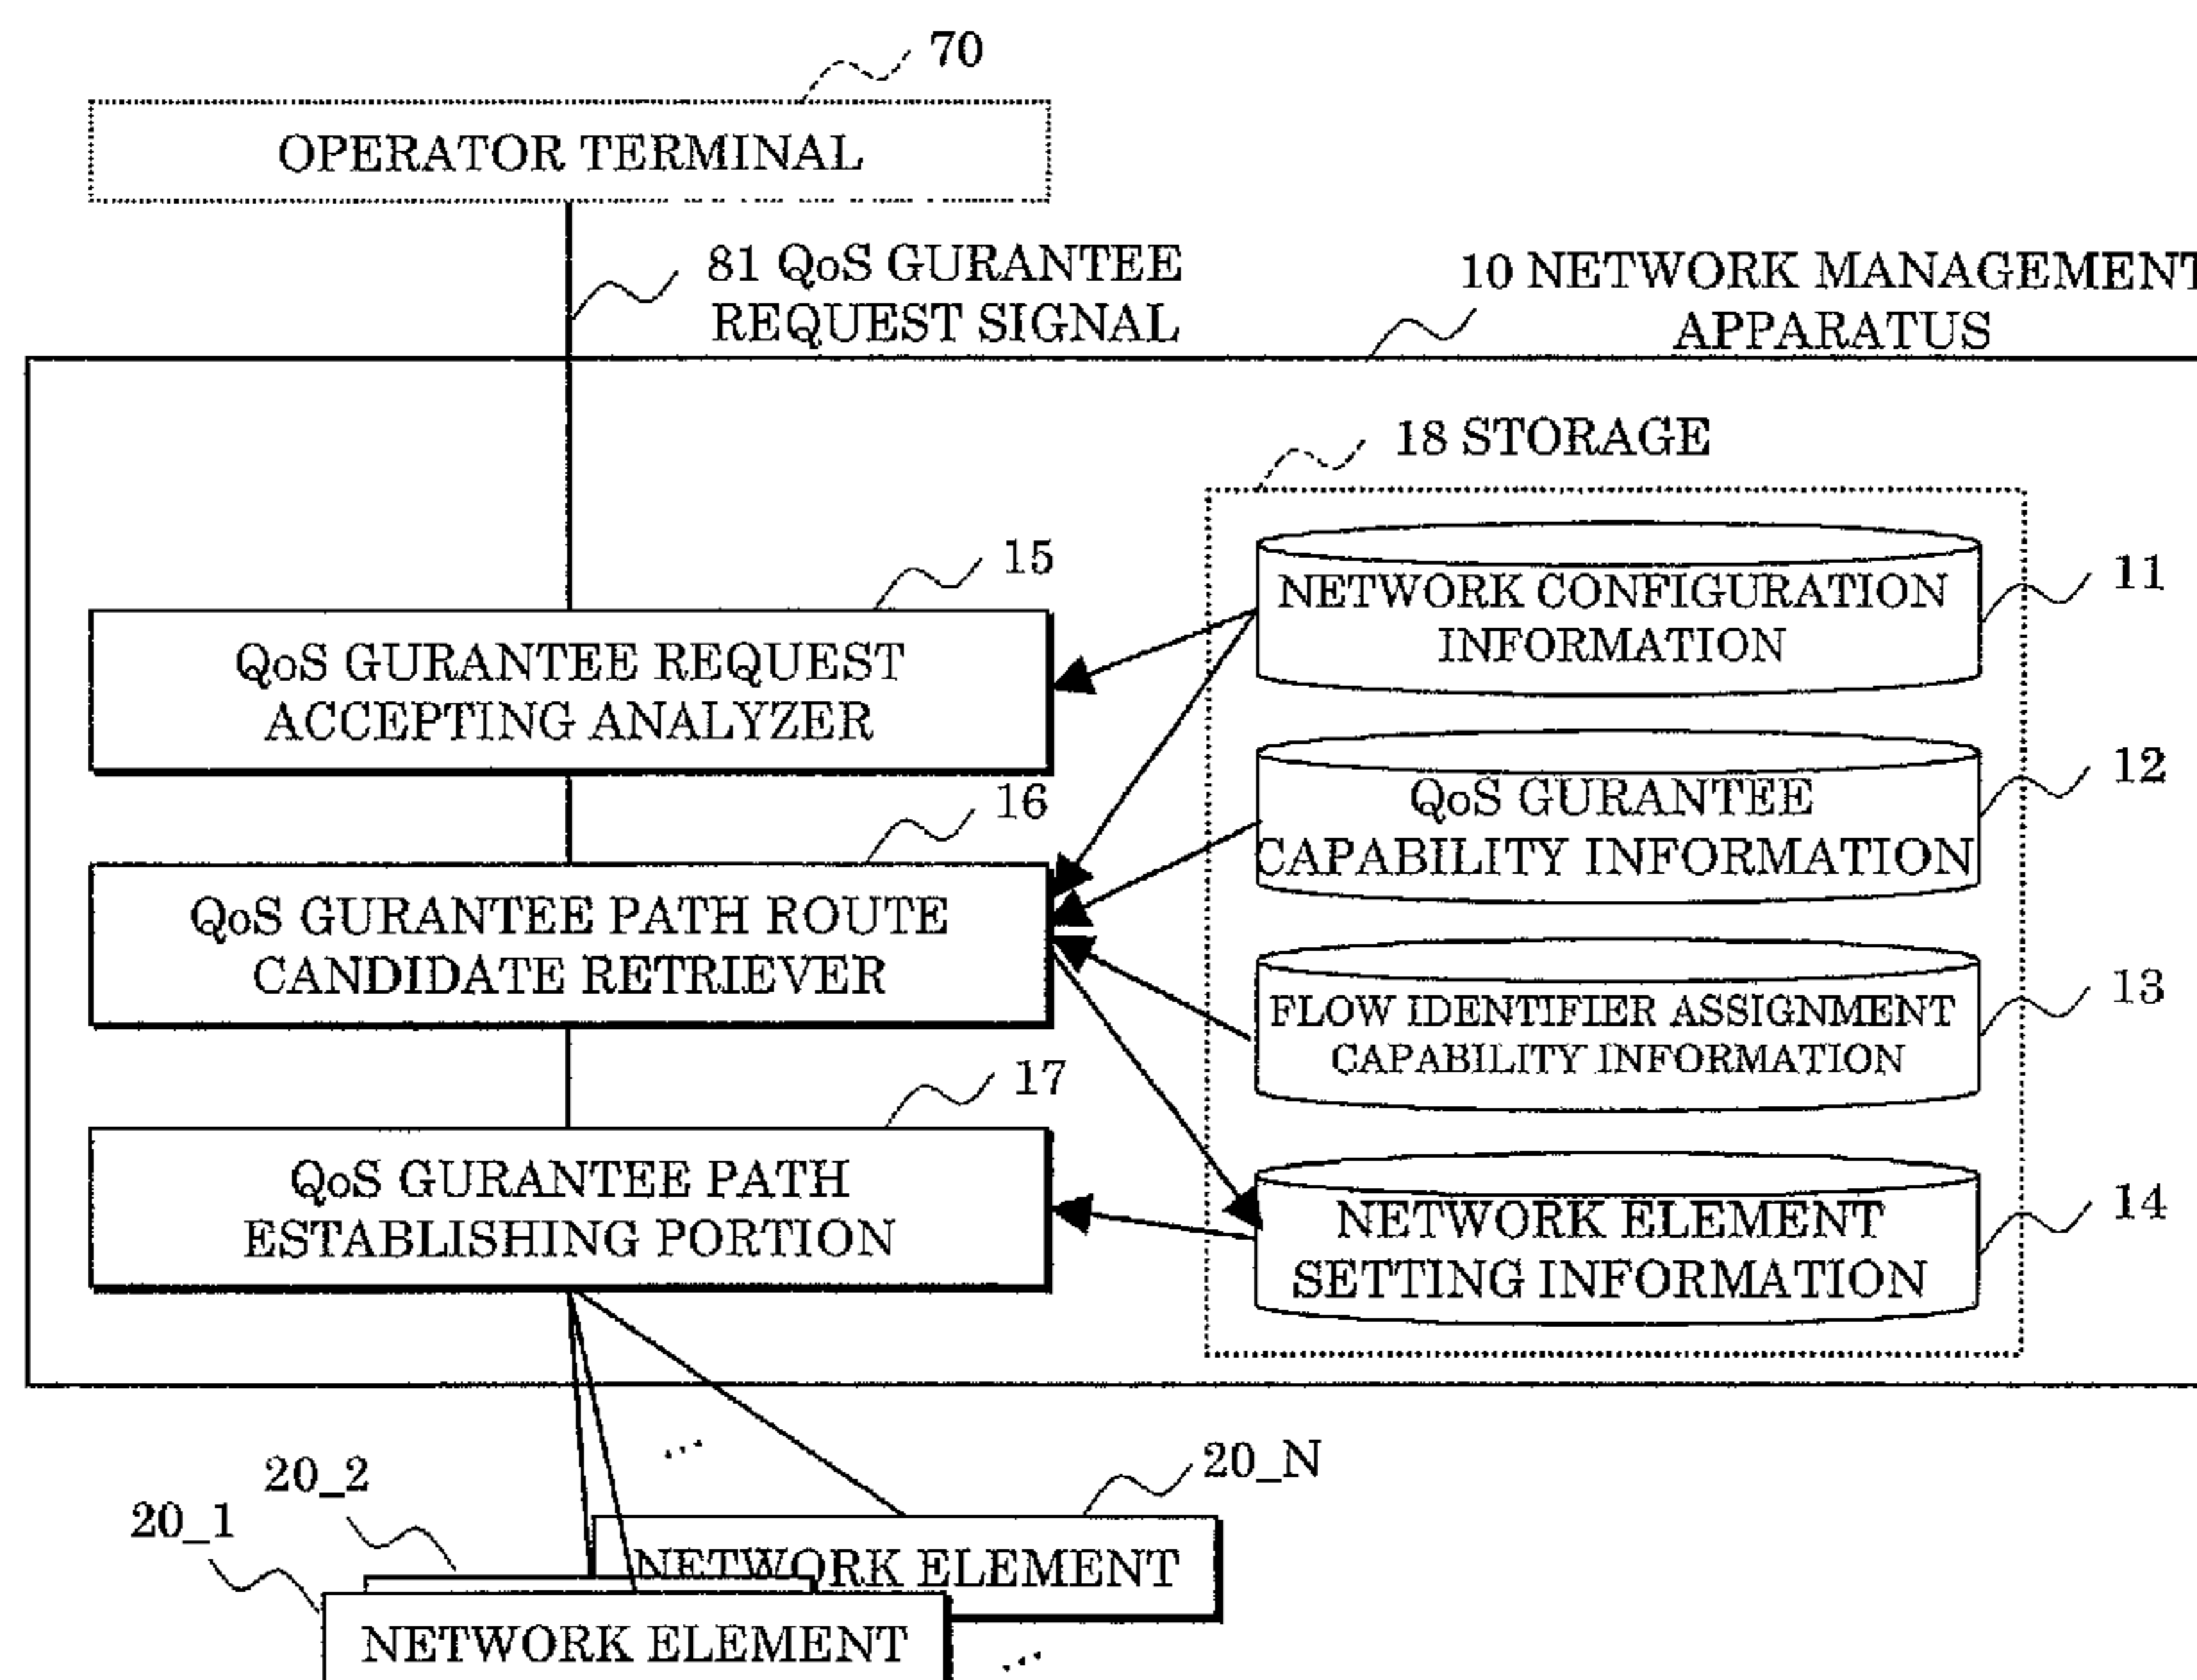 70
OPERATOR TERMINAL
81 QoS GURANTEE
REQUEST SIGNAL
10 NETWORK MANAGEMENT
APPARATUS
18 STORAGE
15
QoS GURANTEE REQUEST
ACCEPTING ANALYZER
NETWORK CONFIGURATION
INFORMATION
11
16
QoS GURANTEE PATH ROUTE
CANDIDATE RETRIEVER
QoS GURANTEE
CAPABILITY INFORMATION
12
FLOW IDENTIFIER ASSIGNMENT
CAPABILITY INFORMATION
13
17
QoS GURANTEE PATH
ESTABLISHING PORTION
NETWORK ELEMENT
SETTING INFORMATION
14
...
20_N
20_2
20_1
NETWORK ELEMENT
NETWORK ELEMENT
...